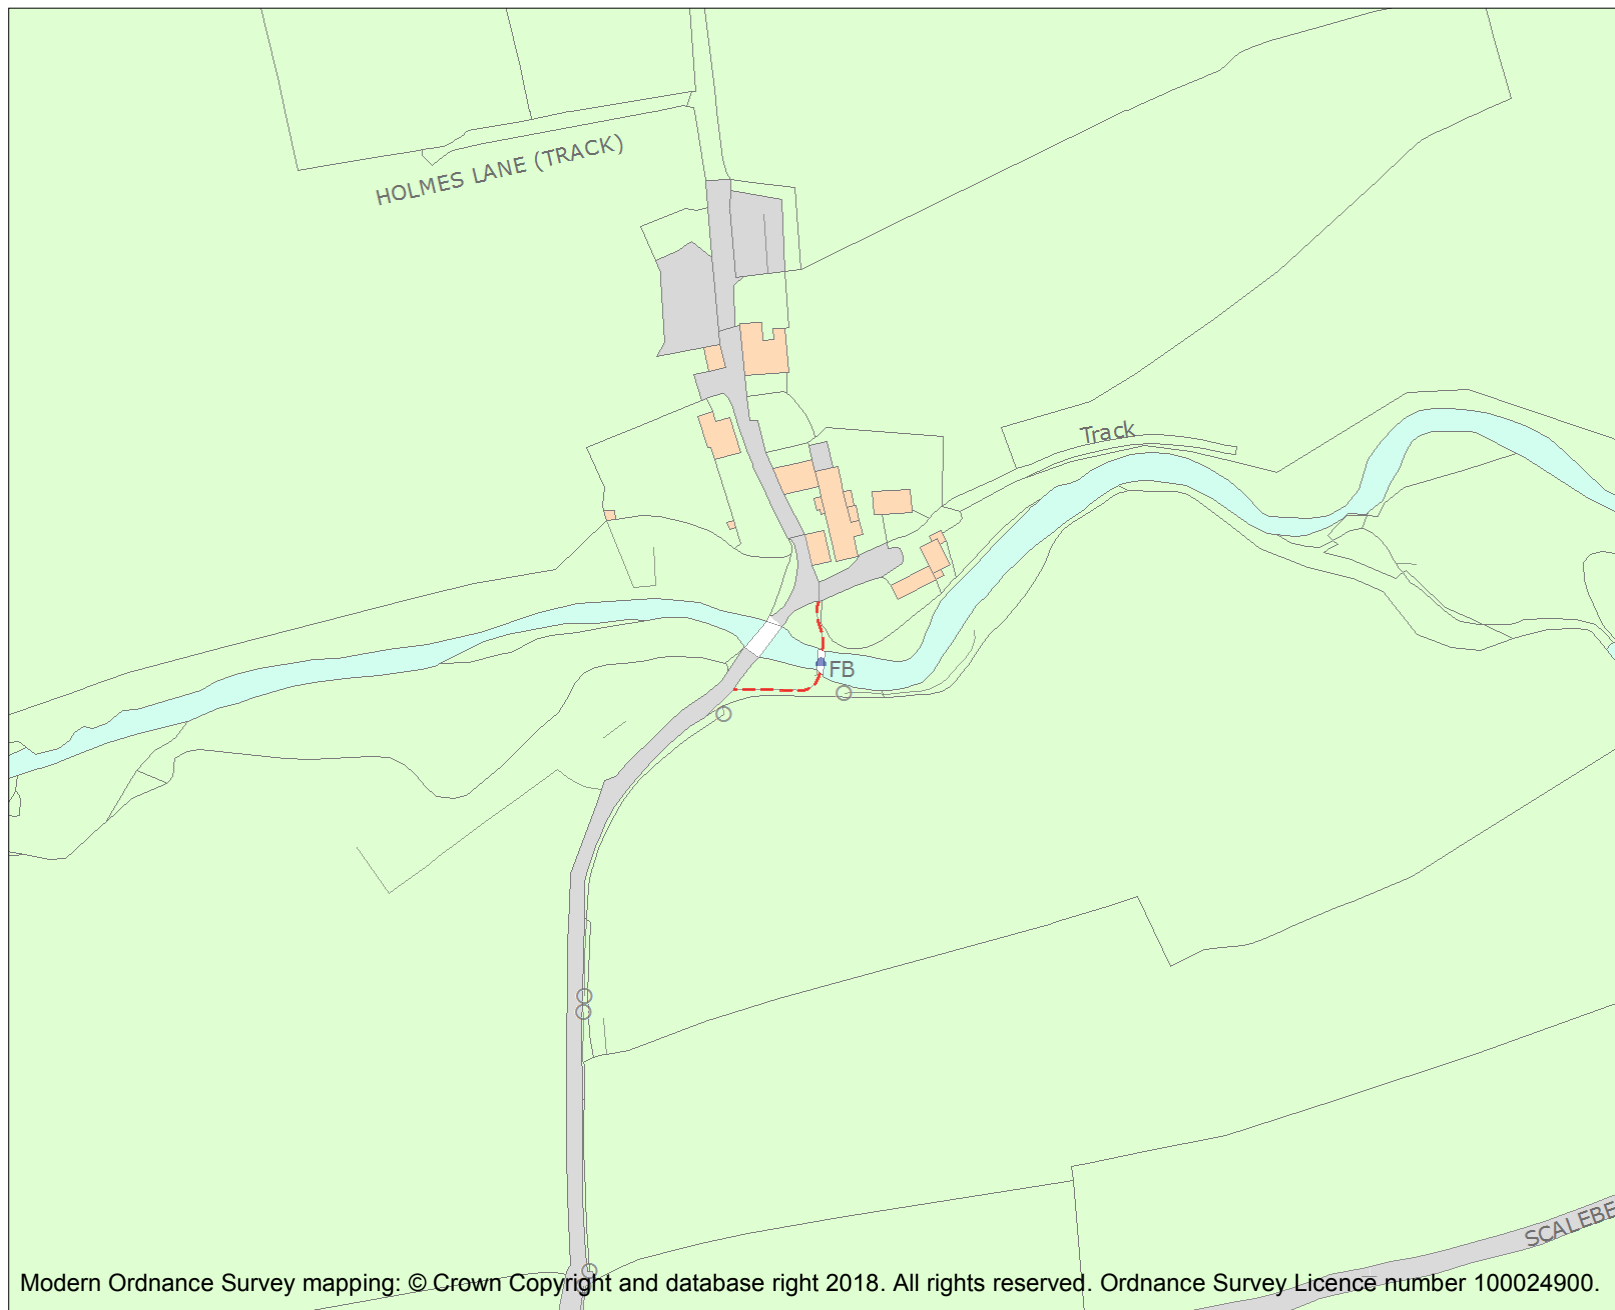 HOLMES LANE (TRACK)
Track
FB
SCALEBE
Modern Ordnance Survey mapping: © Crown Copyright and database right 2018. All rights reserved. Ordnance Survey Licence number 100024900.